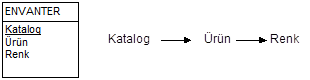 ENVANTER
Katalog
Ürün
Renk
Katalog Ürün Renk